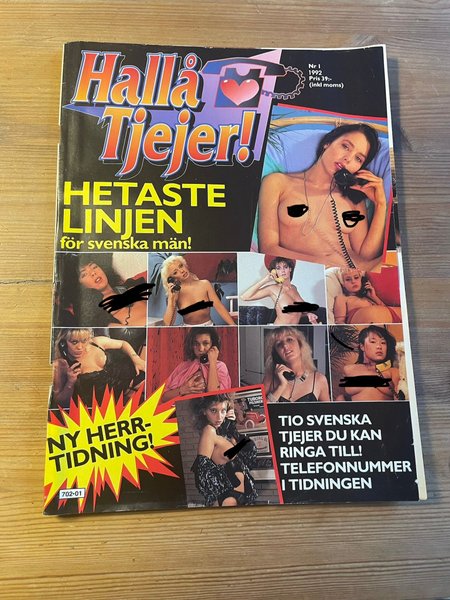 Hallå
Tjejer!
Nr 1
1992
Pris 39:-
(inkl moms)
HETASTE
LINJEN
för svenska män!
NY HERR-
TIDNING!
TUBORG
TIO SVENSKA
TJEJER DU KAN
RINGA TILL!
TELEFONNUMMER
I TIDNINGEN
702-01